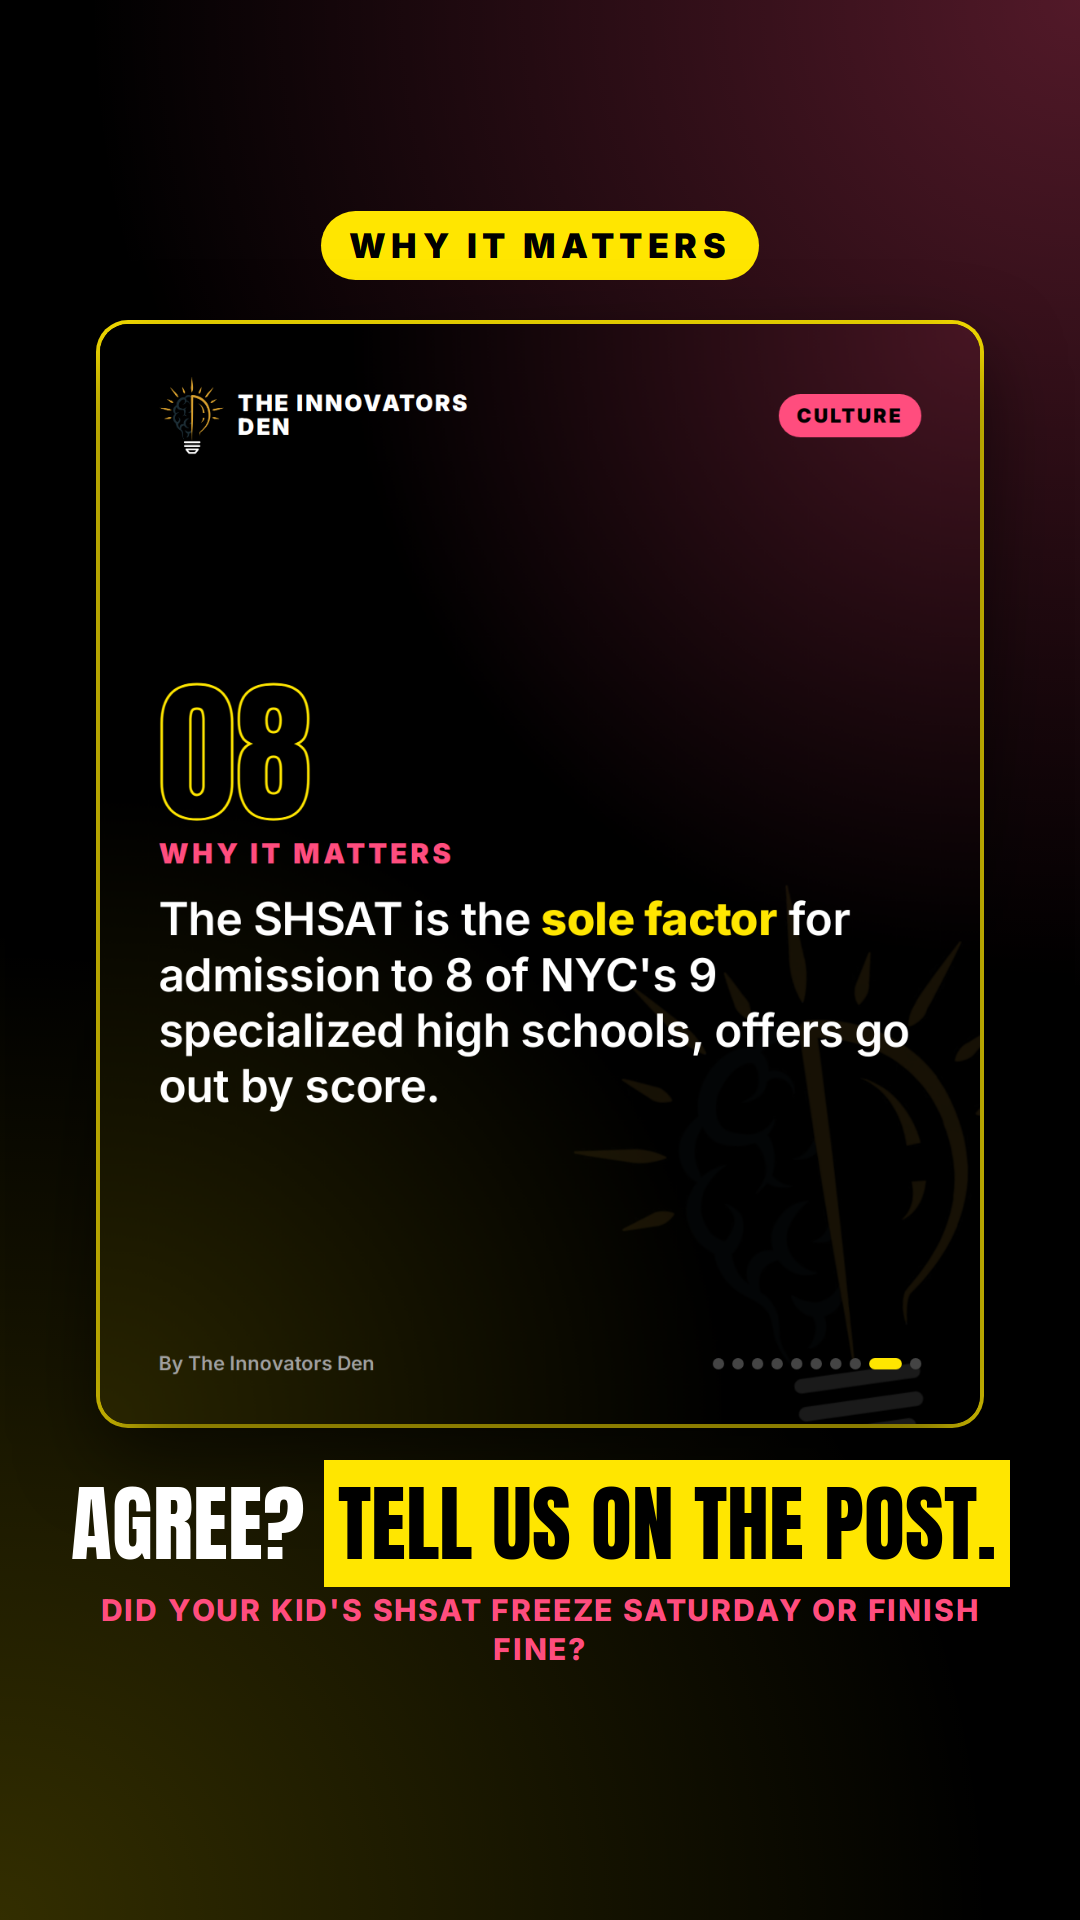 WHY IT MATTERS
THE INNOVATORS
DEN
CULTURE
08
WHY IT MATTERS
The SHSAT is the sole factor for
admission to 8 of NYC's 9
specialized high schools, offers go
out by score.
By The Innovators Den
AGREE? TELL US ON THE POST.
DID YOUR KID'S SHSAT FREEZE SATURDAY OR FINISH
FINE?